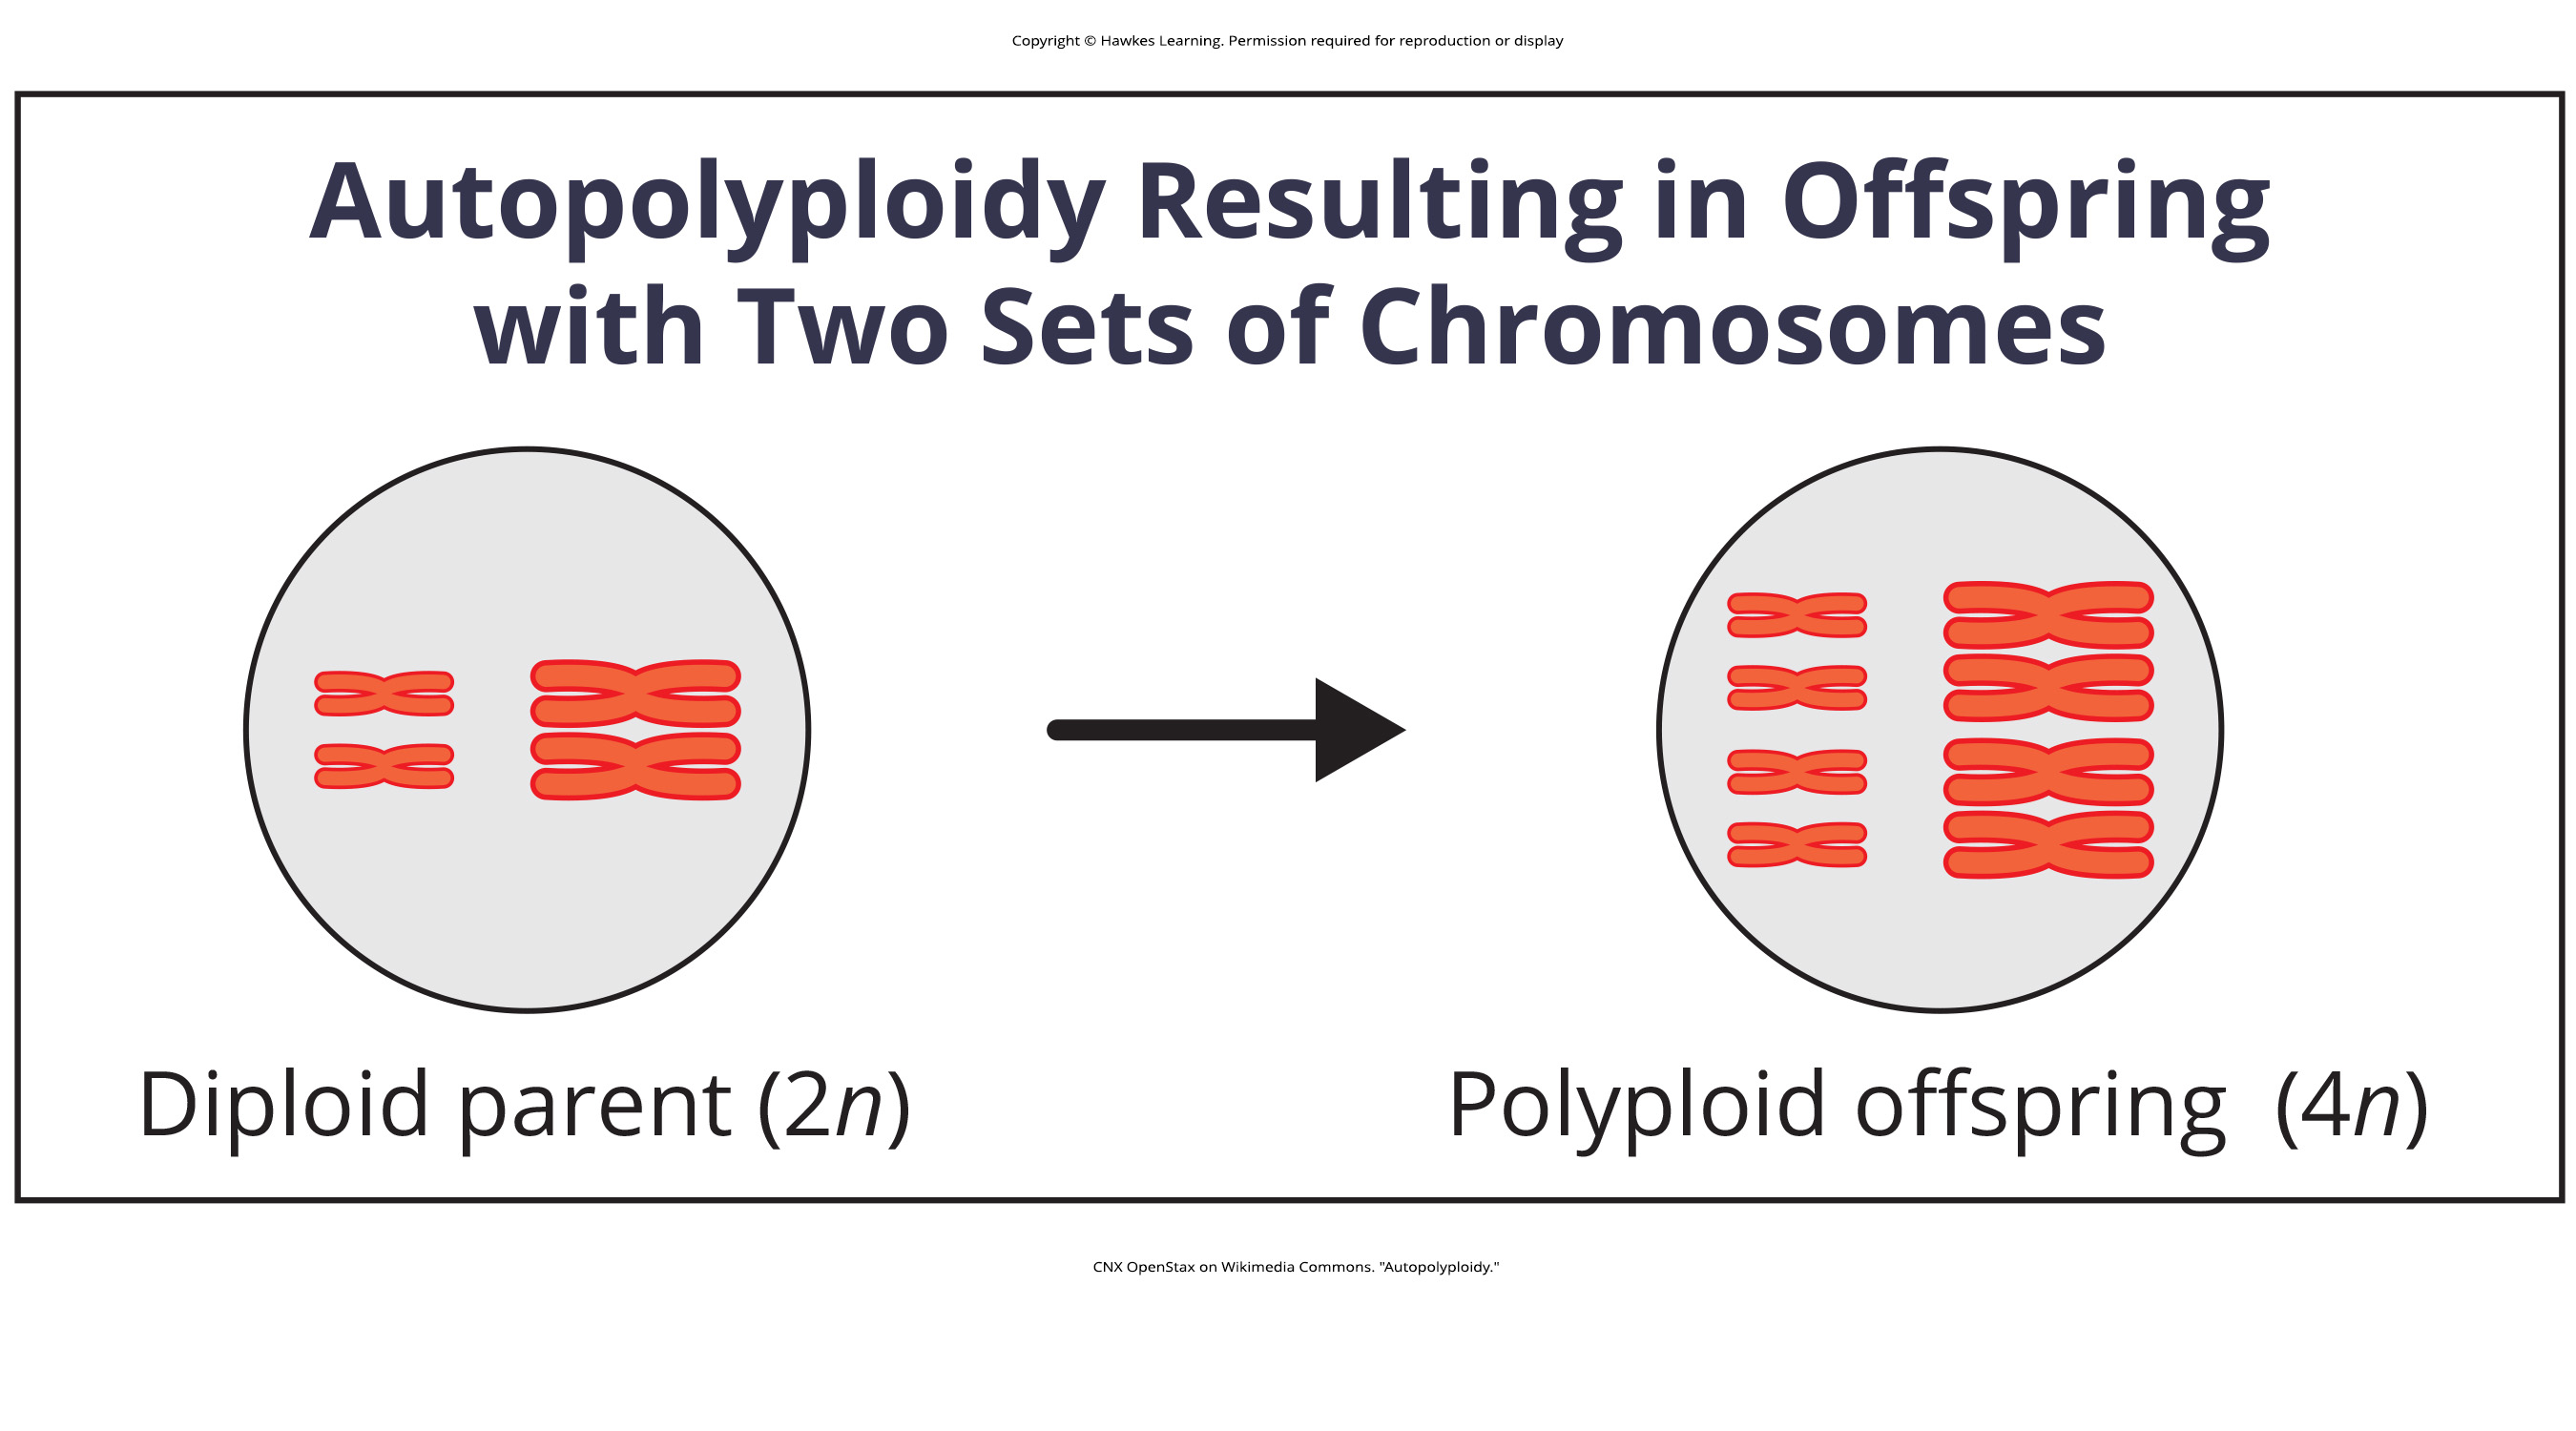 Copyright © Hawkes Learning. Permission required for reproduction or display
Autopolyploidy Resulting in Offspring
with Two Sets of Chromosomes
Diploid parent (2n)
Polyploid offspring (4n)
CNX OpenStax on Wikimedia Commons. "Autopolyploidy."